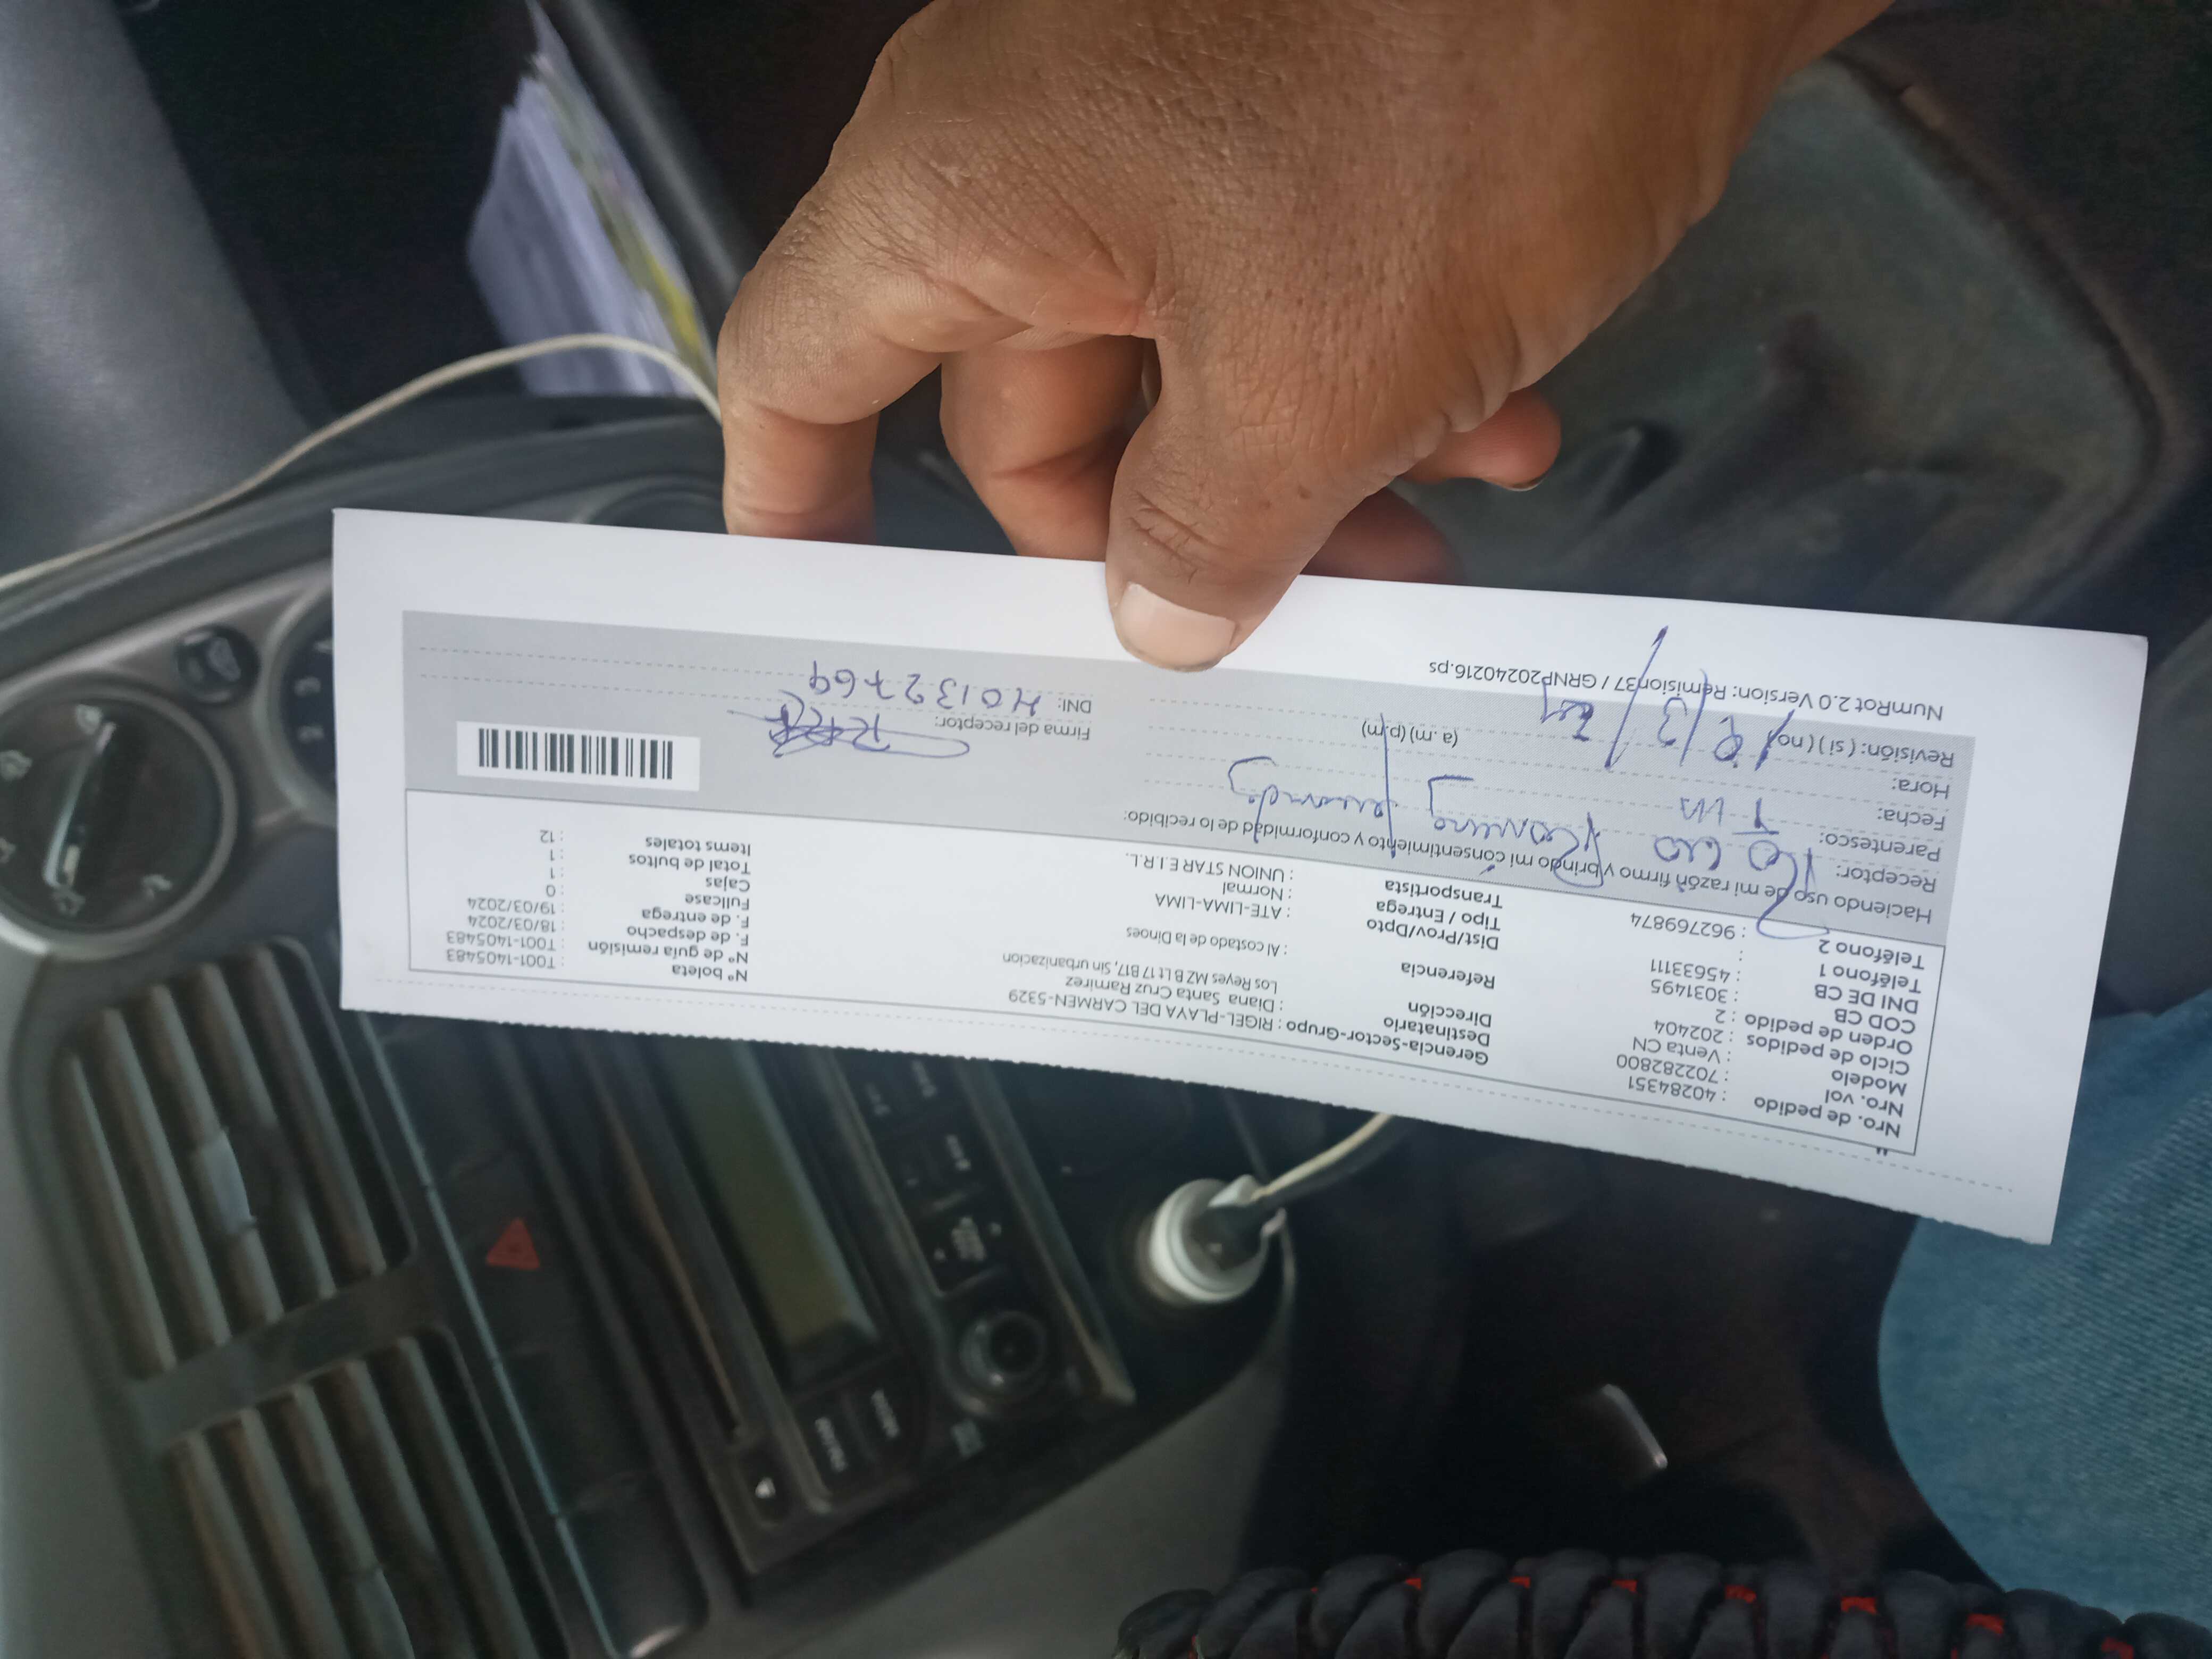 Nro. de pedido : 40284351
Nro. vol : 702282800
Modelo : Venta CN
Ciclo de pedidos : 202404
Orden de pedido : 2
COD CB : 3031495
DNI DE CB : 45633111
Teléfono 1 :
Teléfono 2 : 962769874
Gerencia-Sector-Grupo : RIGEL-PLAYA DEL CARMEN-5329
Destinatario : Diana Santa Cruz Ramirez
Dirección Los Reyes MZ B Lt 17 B17, Sin urbanizacion
Referencia : Al costado de la Dinoes
Dist/Prov/Dpto : ATE-LIMA-LIMA
Tipo / Entrega : Normal
Transportista : UNION STAR E.I.R.L.
N° boleta : T001-1405483
N° de guía remisión : T001-1405483
F. de despacho : 18/03/2024
F. de entrega : 19/03/2024
Fullcase : 0
Cajas : 1
Total de bultos : 1
Items totales : 12
Haciendo uso de mi razón firmo y brindo mi consentimiento y conformidad de lo recibido:
Receptor: Rocio
Parentesco:
Fecha:
Hora: (a.m) (p.m)
Revisión: ( si ) ( no )
Firma del receptor:
DNI: 40132769
NumRot 2.0 Version: Remision37 / GRNP20240216.ps